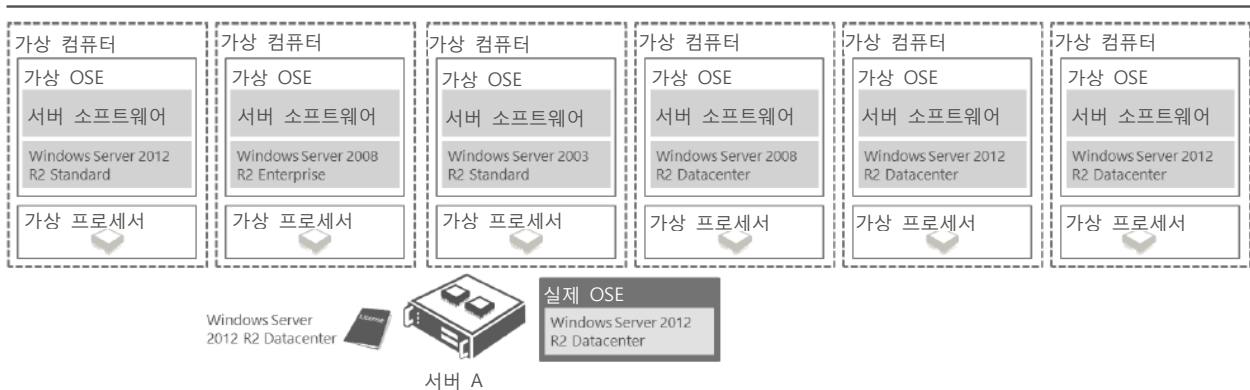 가상 컴퓨터
가상 OSE
서버 소프트웨어
Windows Server 2012
R2 Standard
가상 프로세서
가상 컴퓨터
가상 OSE
서버 소프트웨어
Windows Server 2008
R2 Enterprise
가상 프로세서
가상 컴퓨터
가상 OSE
서버 소프트웨어
Windows Server 2003
R2 Standard
가상 프로세서
가상 컴퓨터
가상 OSE
서버 소프트웨어
Windows Server 2008
R2 Datacenter
가상 프로세서
가상 컴퓨터
가상 OSE
서버 소프트웨어
Windows Server 2012
R2 Datacenter
가상 프로세서
가상 컴퓨터
가상 OSE
서버 소프트웨어
Windows Server 2012
R2 Datacenter
가상 프로세서
Windows Server
2012 R2 Datacenter
License
서버 A
실제 OSE
Windows Server 2012
R2 Datacenter